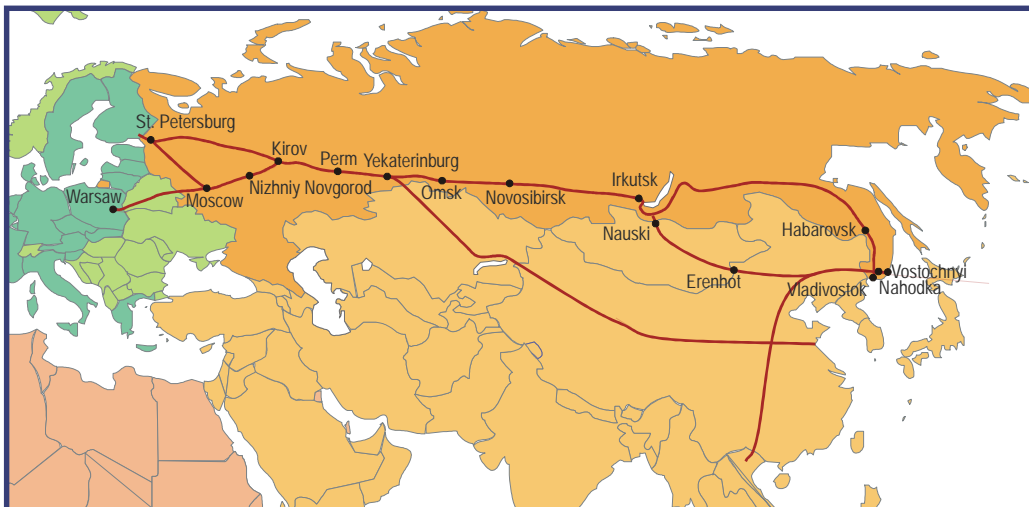 St. Petersburg
Kirov
Perm
Yekaterinburg
Warsaw
Moscow
Nizhniy Novgorod
Omsk
Novosibirsk
Irkutsk
Nauski
Habarovsk
Erenhot
Vladivostok
Vostochnyi
Nahodka